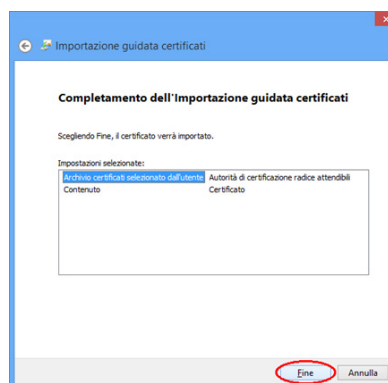 Importazione guidata certificati
Completamento dell'Importazione guidata certificati
Scegliendo Fine, il certificato verrà importato.
Impostazioni selezionate:
Archivio certificati selezionato dall'utente Autorità di certificazione radice attendibili
Contenuto Certificato
Fine Annulla